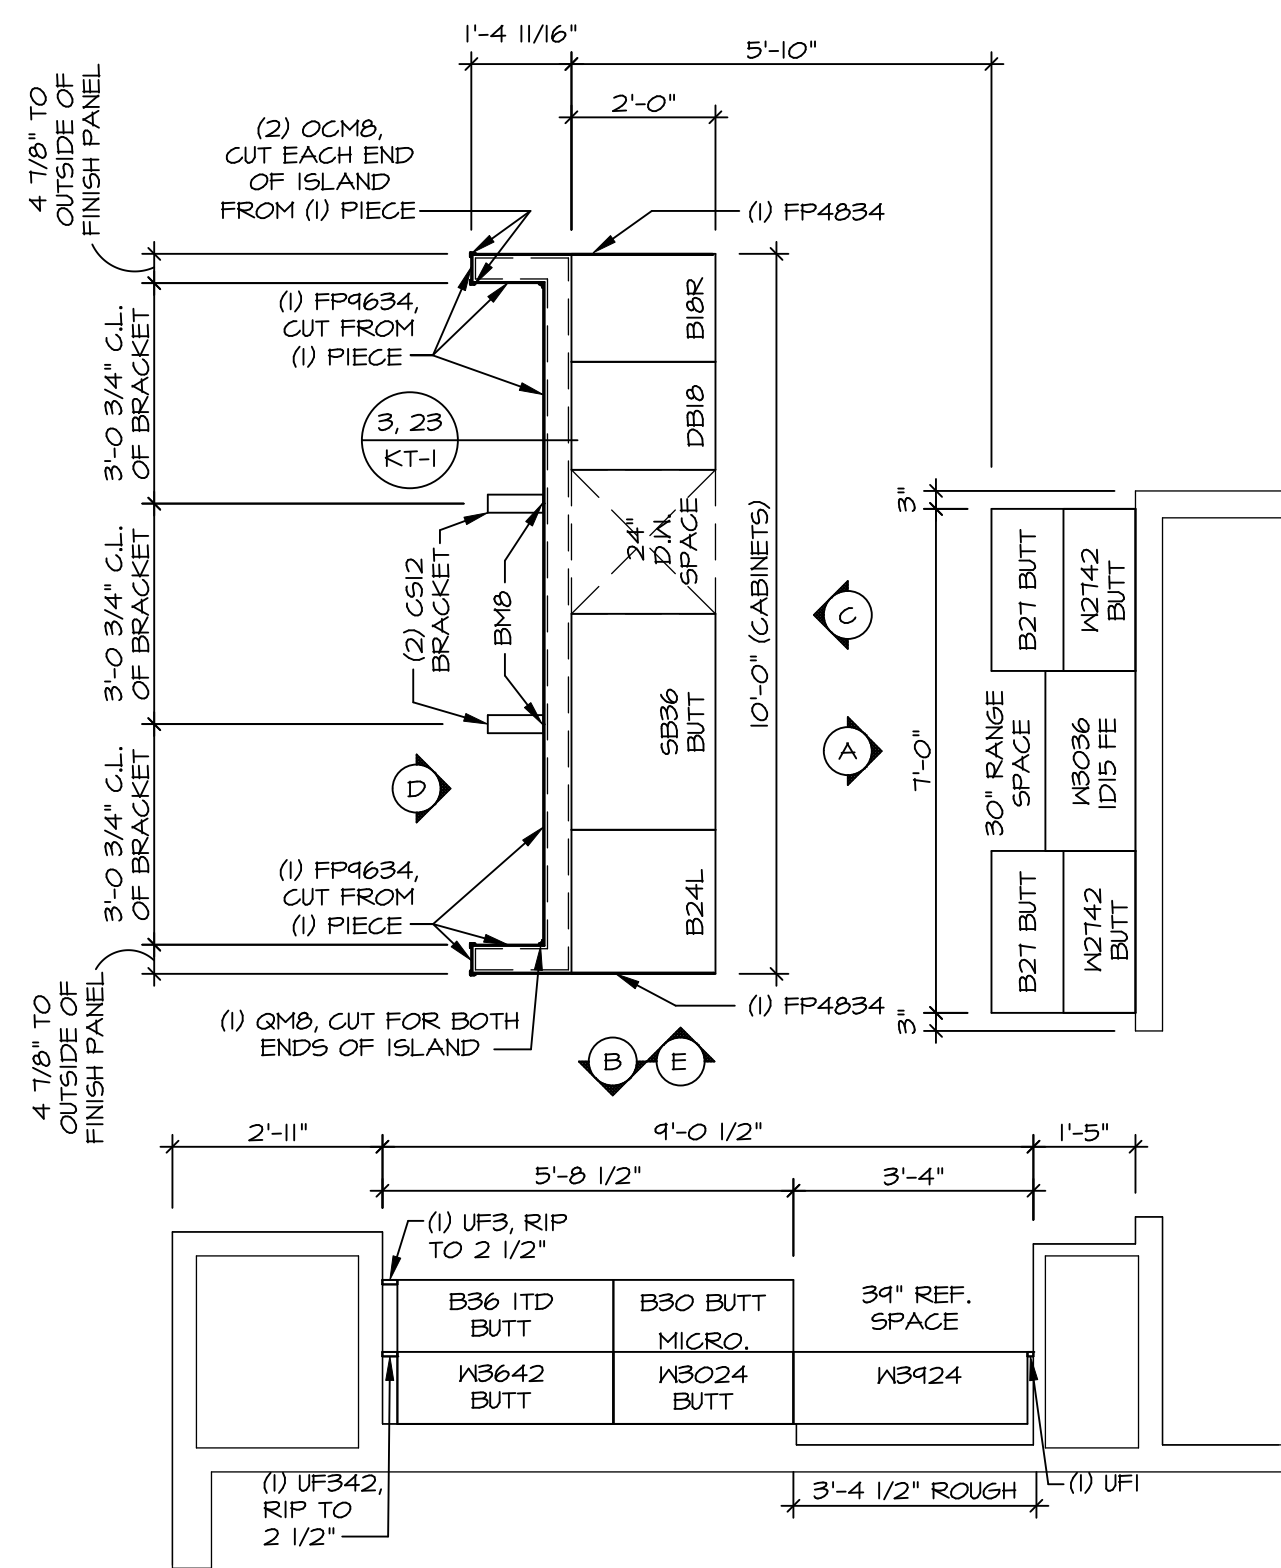 1'-4 11/16"
5'-10"
2'-0"
4 7/8" TO
OUTSIDE OF
FINISH PANEL
(2) OCM8,
CUT EACH END
OF ISLAND
FROM (1) PIECE
(1) FP4834
(1) FP9634,
CUT FROM
(1) PIECE
3'-0 3/4" C.L.
OF BRACKET
B18R
DB18
3, 23
KT-1
24"
D.W.
SPACE
3'-0 3/4" C.L.
OF BRACKET
(2) CS12
BRACKET
BM8
10'-0" (CABINETS)
SB36
BUTT
C
A
D
3"
7'-0"
3"
B27 BUTT
W2742
BUTT
30" RANGE
SPACE
W3036
1D15 FE
B27 BUTT
W2742
BUTT
3'-0 3/4" C.L.
OF BRACKET
(1) FP9634,
CUT FROM
(1) PIECE
B24L
4 7/8" TO
OUTSIDE OF
FINISH PANEL
(1) QM8, CUT FOR BOTH
ENDS OF ISLAND
(1) FP4834
B
E
2'-11"
9'-0 1/2"
1'-5"
5'-8 1/2"
3'-4"
(1) UF3, RIP
TO 2 1/2"
B36 1TD
BUTT
B30 BUTT
MICRO.
39" REF.
SPACE
W3642
BUTT
W3024
BUTT
W3924
(1) UF342,
RIP TO
2 1/2"
3'-4 1/2" ROUGH
(1) UF1